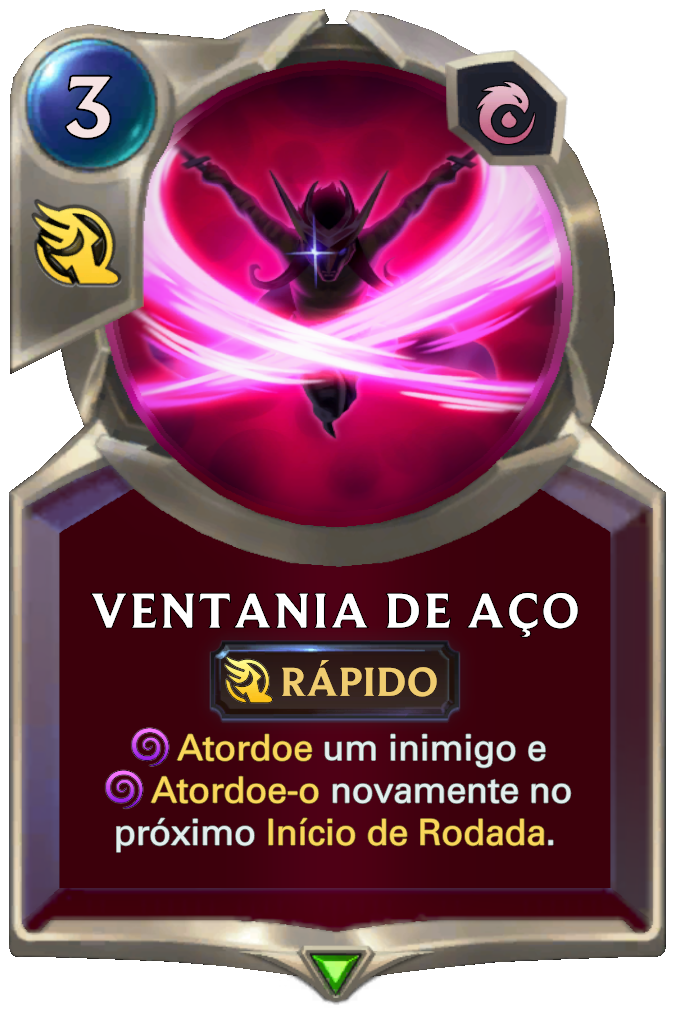 3
VENTANIA DE AÇO
RÁPIDO
Atordoe um inimigo e
Atordoe-o novamente no
próximo Início de Rodada.